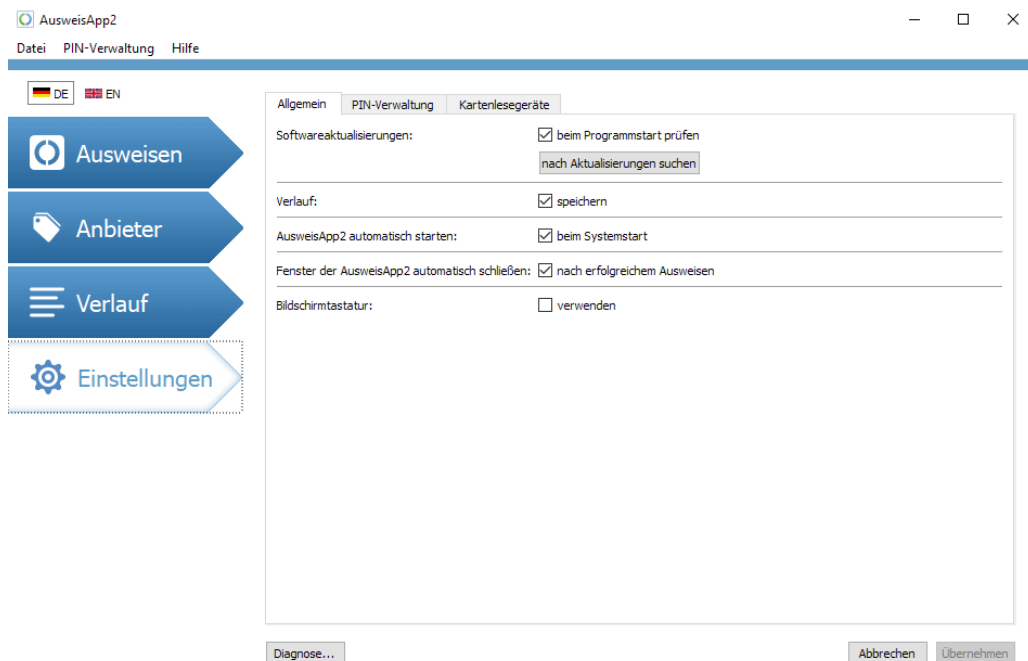 AusweisApp2
Datei PIN-Verwaltung Hilfe
DE EN
Ausweisen
Anbieter
Verlauf
Einstellungen
Allgemein PIN-Verwaltung Kartenlesegeräte
Softwareaktualisierungen: beim Programmstart prüfen
nach Aktualisierungen suchen
Verlauf: speichern
AusweisApp2 automatisch starten: beim Systemstart
Fenster der AusweisApp2 automatisch schließen: nach erfolgreichem Ausweisen
Bildschirmtastatur: verwenden
Diagnose... Abbrechen Übernehmen